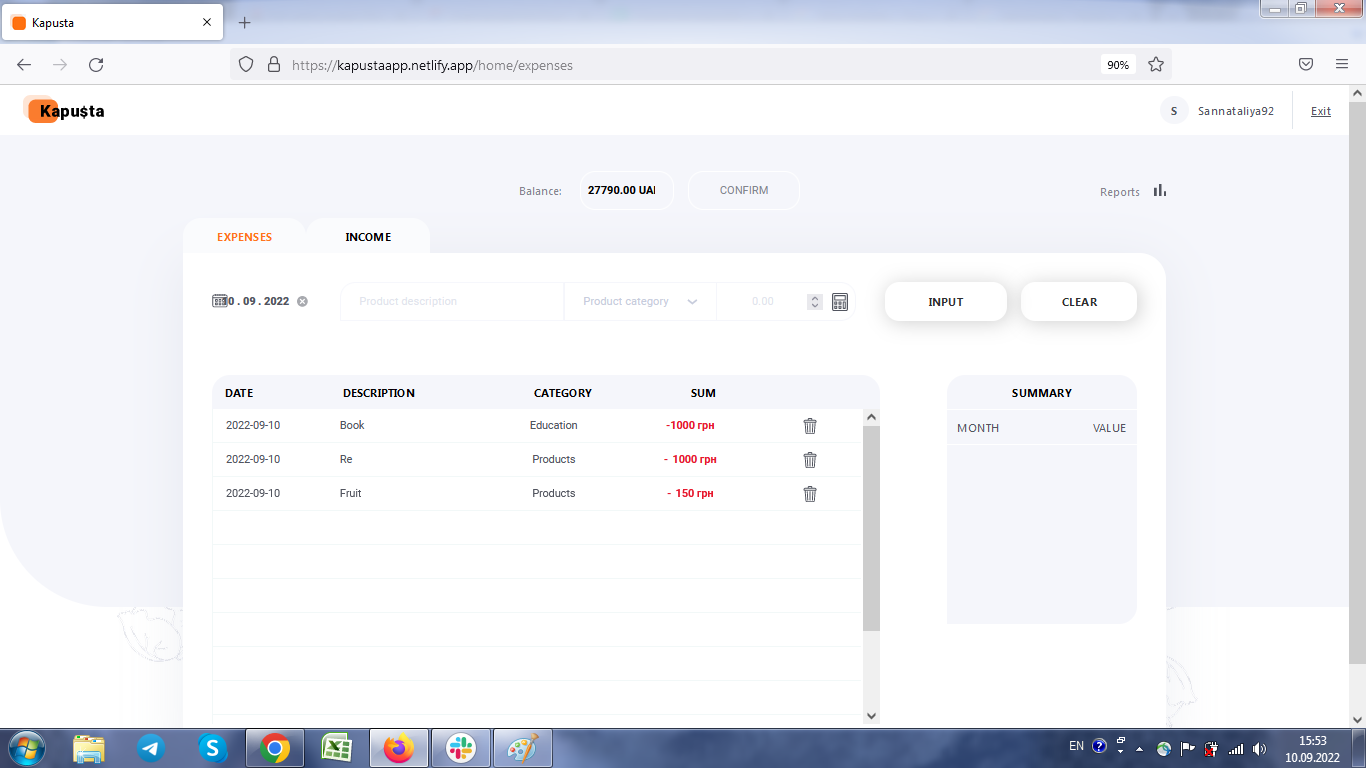 Kapusta
https://kapustaapp.netlify.app/home/expenses
90%
Kapu$ta
S Sannataliya92 Exit
Balance: 27790.00 UAH CONFIRM Reports
EXPENSES INCOME
10 . 09 . 2022 Product description Product category 0.00 INPUT CLEAR
DATE DESCRIPTION CATEGORY SUM
2022-09-10 Book Education -1000 грн
2022-09-10 Re Products - 1000 грн
2022-09-10 Fruit Products - 150 грн
SUMMARY
MONTH VALUE
EN
15:53
10.09.2022